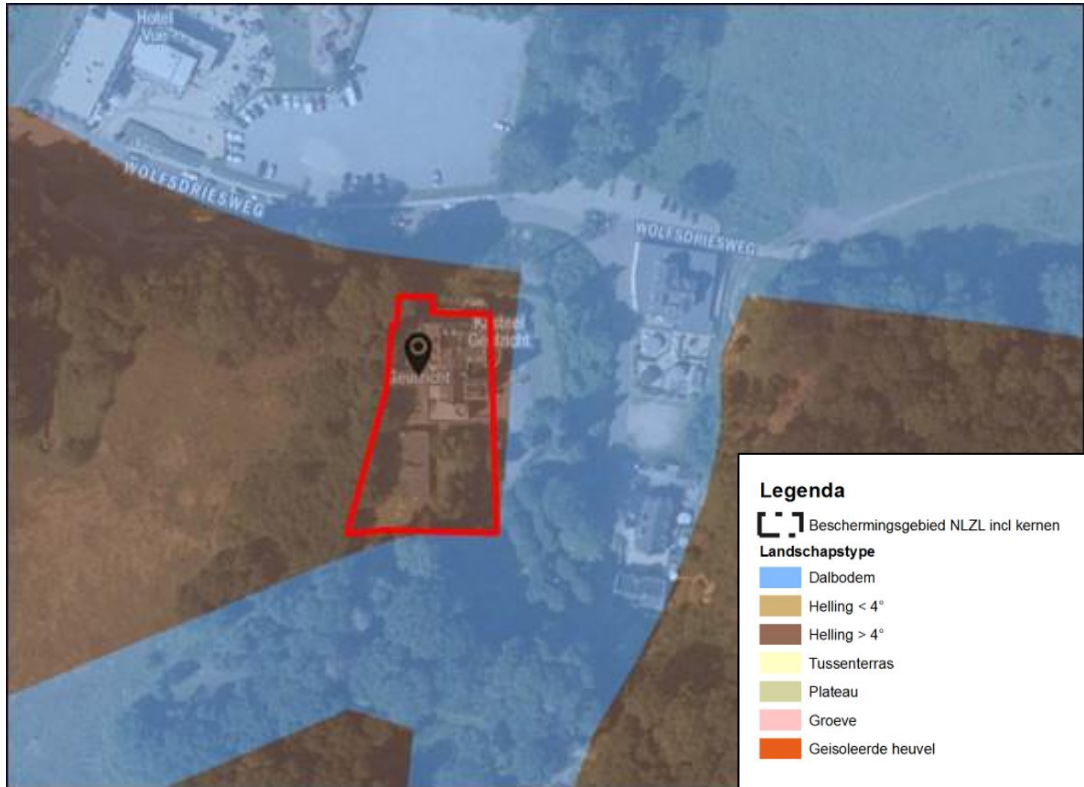 Hotel
Vue
WOLFSDRIESWEG
WOLFSDRIESWEG
Kasteel
Geulzicht
Geulzicht
Legenda
Beschermingsgebied NLZL incl kernen
Landschapstype
Dalbodem
Helling < 4°
Helling > 4°
Tussenterras
Plateau
Groeve
Geisoleerde heuvel